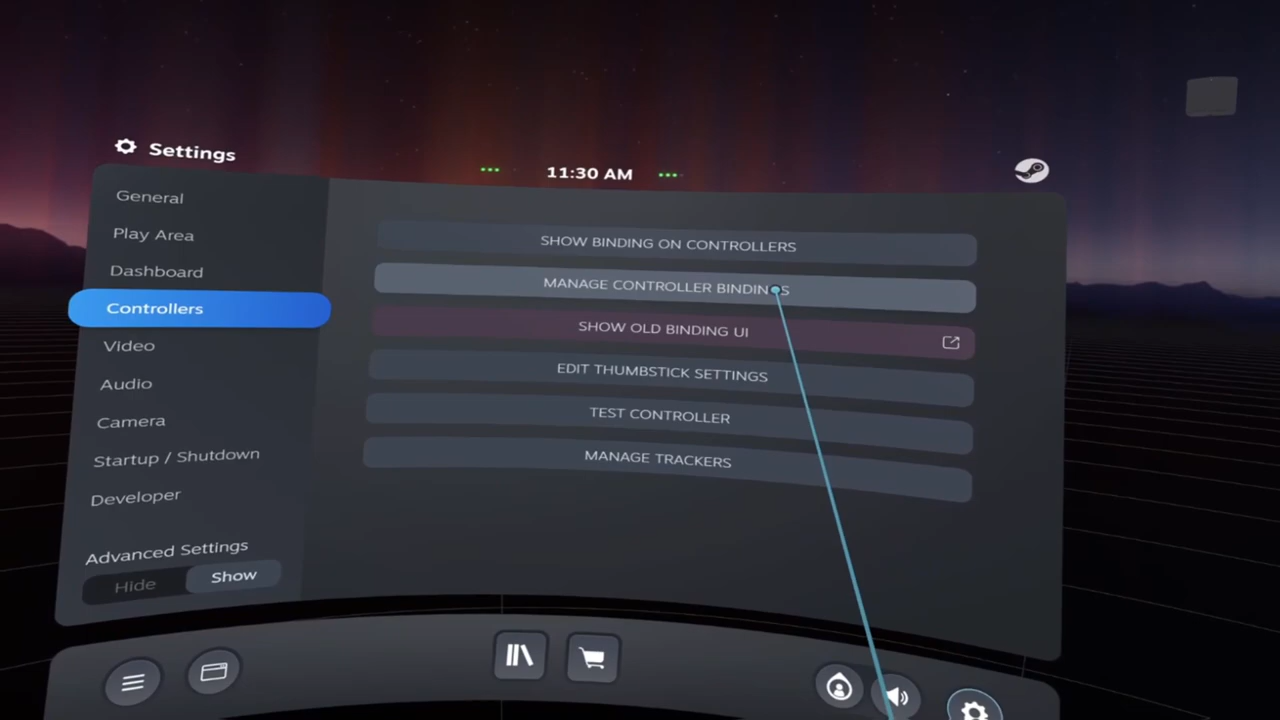 Settings
11:30 AM
General
Play Area
Dashboard
Controllers
Video
Audio
Camera
Startup / Shutdown
Developer
Advanced Settings
Hide
Show
SHOW BINDING ON CONTROLLERS
MANAGE CONTROLLER BINDINGS
SHOW OLD BINDING UI
EDIT THUMBSTICK SETTINGS
TEST CONTROLLER
MANAGE TRACKERS